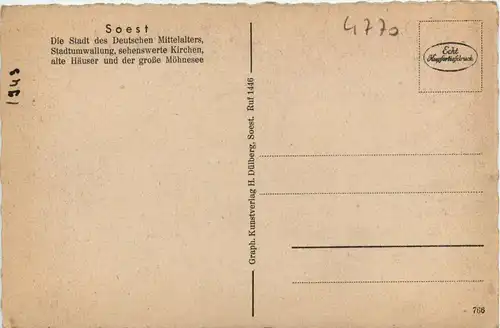 Soest
Die Stadt des Deutschen Mittelalters,
Stadtumwallung, sehenswerte Kirchen,
alte Häuser und der große Möhnesee
4770
Echt
Kupfertiefdruck
1949
Graph. Kunstverlag H. Dülberg, Soest, Ruf 1446
766